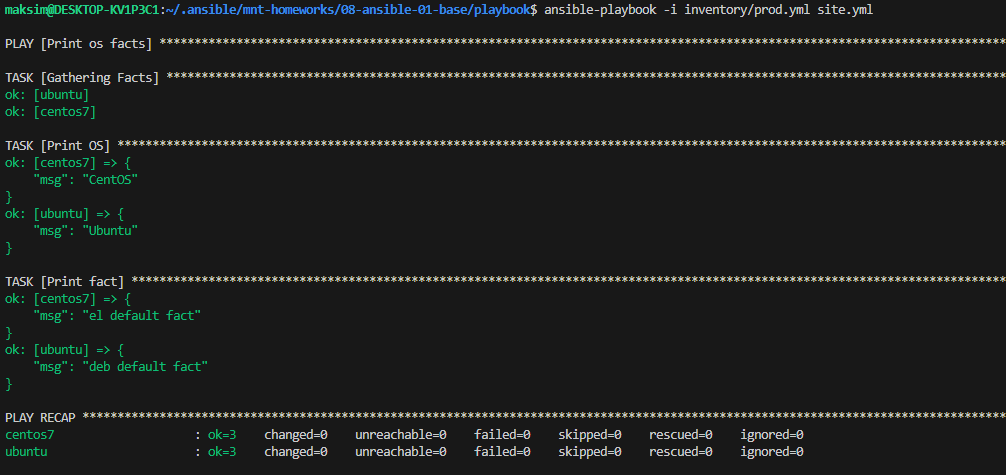 maksim@DESKTOP-KV1P3C1:~/.ansible/mnt-homeworks/08-ansible-01-base/playbook$ ansible-playbook -i inventory/prod.yml site.yml
PLAY [Print os facts] *************************************************************************************************************************
TASK [Gathering Facts] ************************************************************************************************************************
ok: [ubuntu]
ok: [centos7]
TASK [Print OS] *******************************************************************************************************************************
ok: [centos7] => {
    "msg": "CentOS"
}
ok: [ubuntu] => {
    "msg": "Ubuntu"
}
TASK [Print fact] *****************************************************************************************************************************
ok: [centos7] => {
    "msg": "el default fact"
}
ok: [ubuntu] => {
    "msg": "deb default fact"
}
PLAY RECAP ************************************************************************************************************************************
centos7                    : ok=3    changed=0    unreachable=0    failed=0    skipped=0    rescued=0    ignored=0
ubuntu                     : ok=3    changed=0    unreachable=0    failed=0    skipped=0    rescued=0    ignored=0